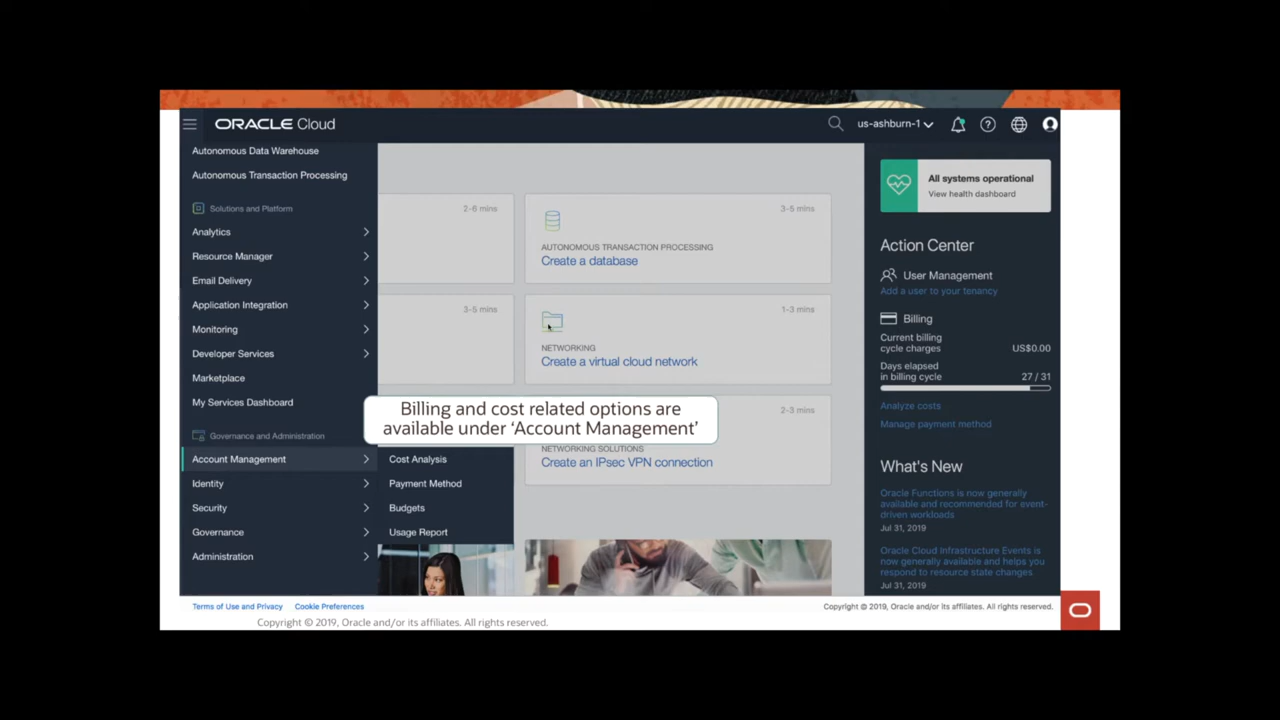 ORACLE Cloud
us-ashburn-1
Autonomous Data Warehouse
Autonomous Transaction Processing
Solutions and Platform
Analytics
Resource Manager
Email Delivery
Application Integration
Monitoring
Developer Services
Marketplace
My Services Dashboard
Governance and Administration
Account Management
Identity
Security
Governance
Administration
Cost Analysis
Payment Method
Budgets
Usage Report
Billing and cost related options are
available under ‘Account Management’
2-6 mins
3-5 mins
AUTONOMOUS TRANSACTION PROCESSING
Create a database
3-5 mins
1-3 mins
NETWORKING
Create a virtual cloud network
2-3 mins
NETWORKING SOLUTIONS
Create an IPsec VPN connection
All systems operational
View health dashboard
Action Center
User Management
Add a user to your tenancy
Billing
Current billing
cycle charges
US$0.00
Days elapsed
in billing cycle
27 / 31
Analyze costs
Manage payment method
What's New
Oracle Functions is now generally
available and recommended for event-
driven workloads
Jul 31, 2019
Oracle Cloud Infrastructure Events is
now generally available and helps you
respond to resource state changes
Jul 31, 2019
Terms of Use and Privacy
Cookie Preferences
Copyright © 2019, Oracle and/or its affiliates. All rights reserved.
Copyright © 2019, Oracle and/or its affiliates. All rights reserved.